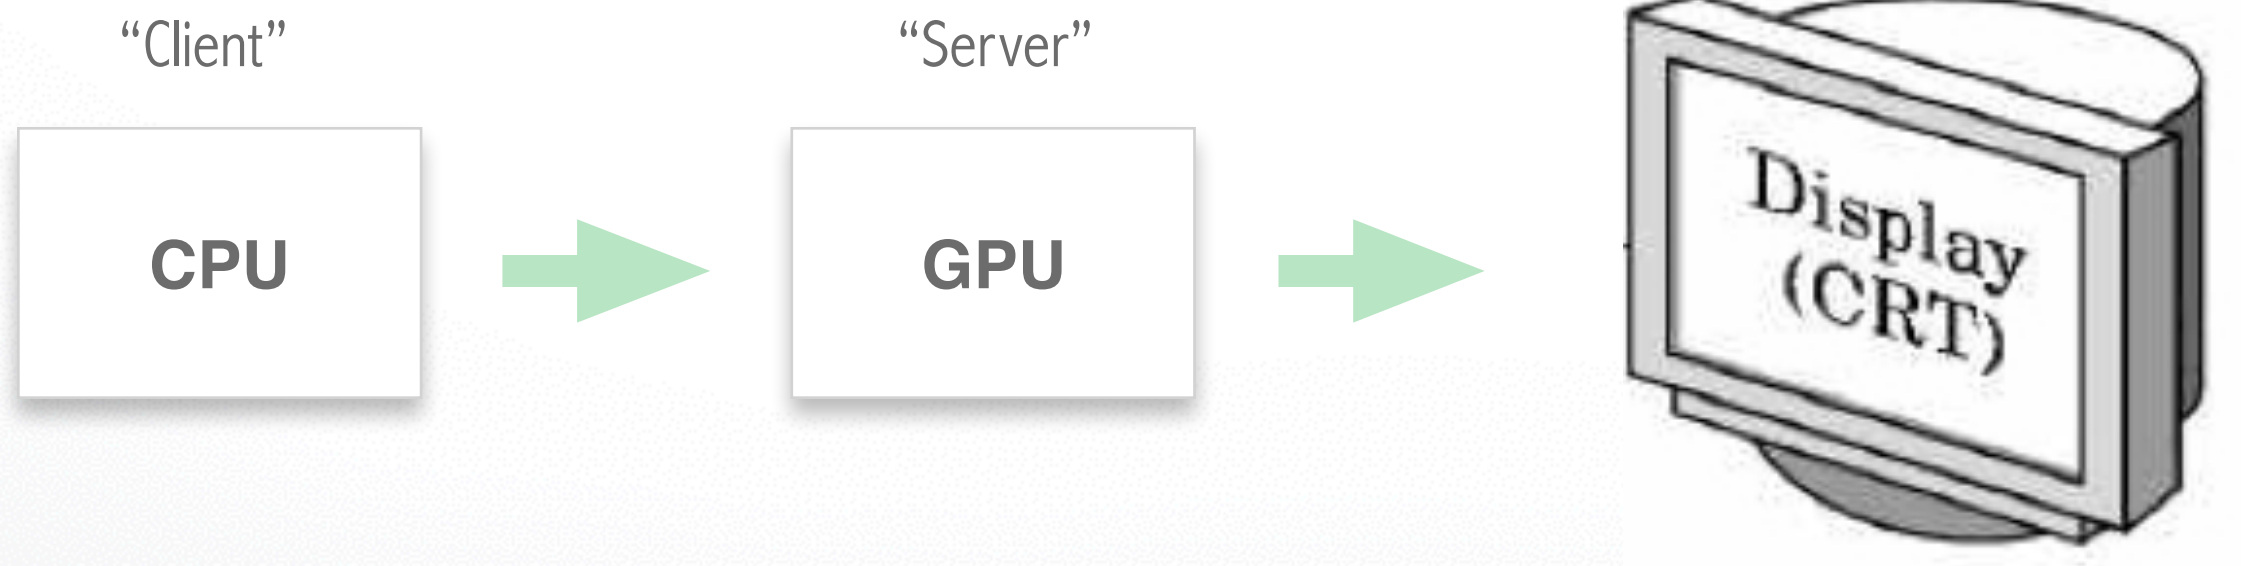 “Client”
“Server”
CPU
GPU
Display
(CRT)